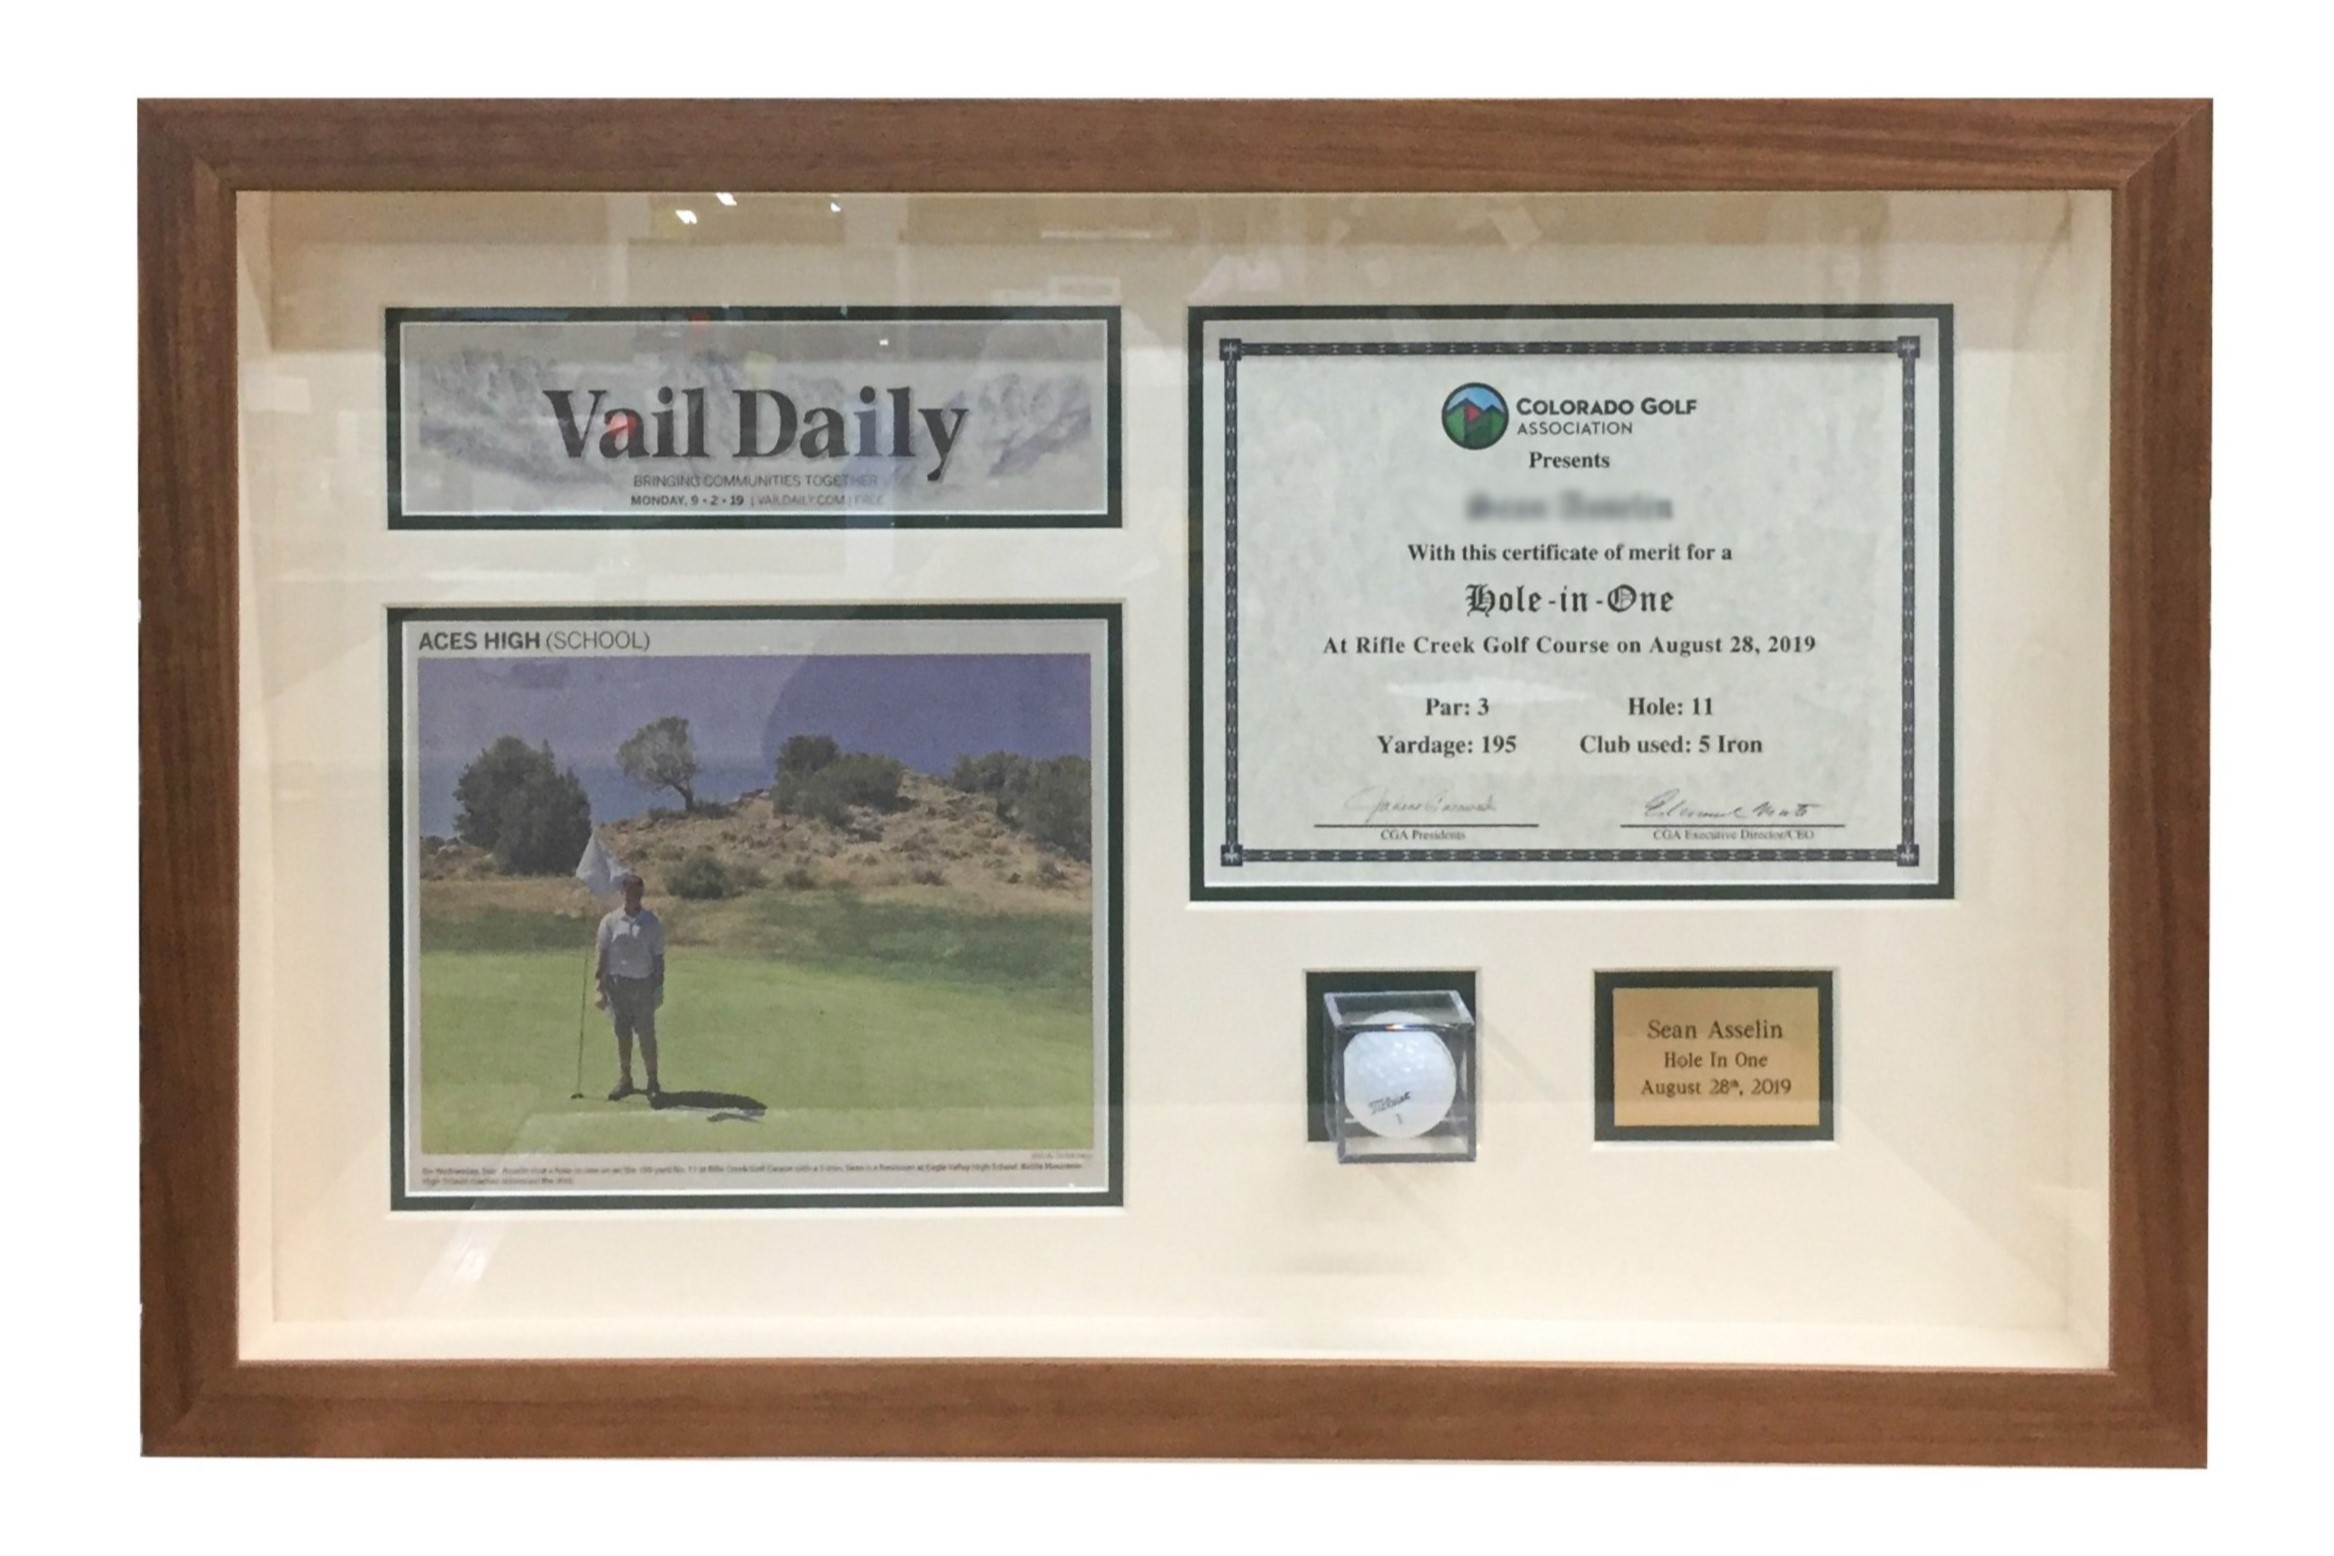 Vail Daily
BRINGING COMMUNITIES TOGETHER
MONDAY, 9 • 2 • 19 | VAILDAILY.COM | FREE
ACES HIGH (SCHOOL)
COLORADO GOLF
ASSOCIATION
Presents
With this certificate of merit for a
Hole-in-One
At Rifle Creek Golf Course on August 28, 2019
Par: 3 Hole: 11
Yardage: 195 Club used: 5 Iron
CGA Presidents CGA Executive Director/CEO
Titleist
1
Sean Asselin
Hole In One
August 28th, 2019